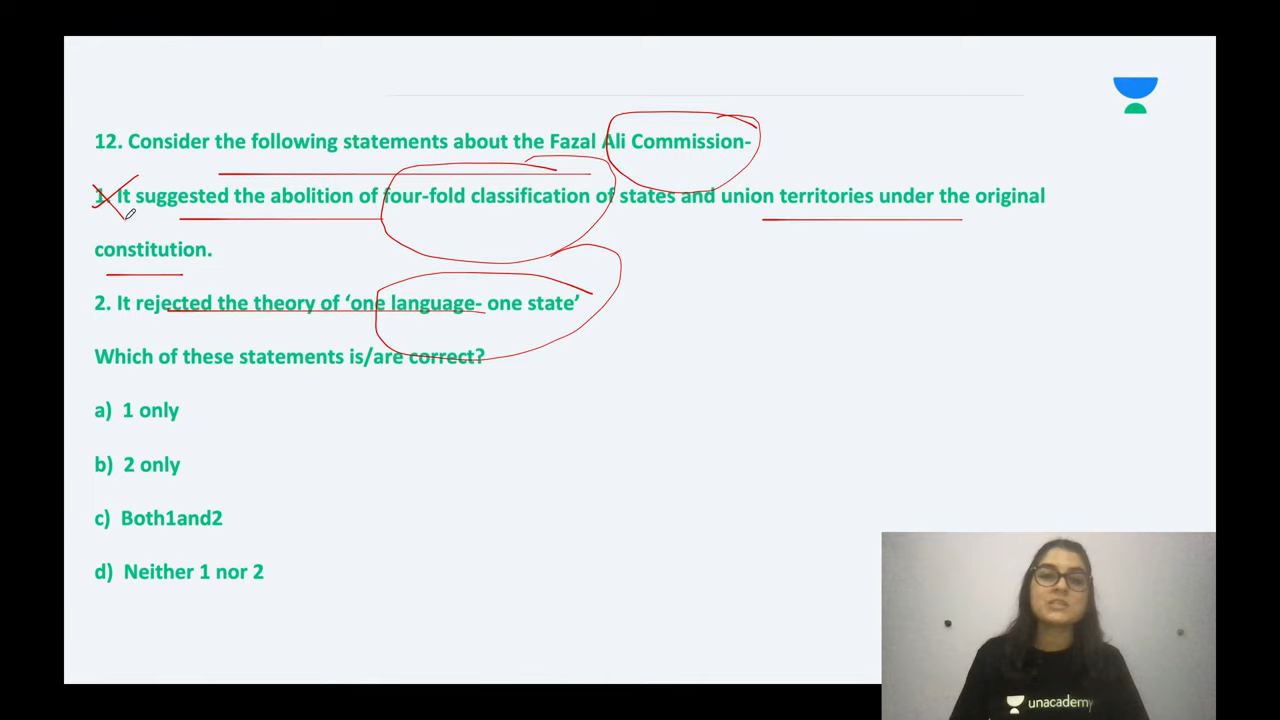 12. Consider the following statements about the Fazal Ali Commission-
1. It suggested the abolition of four-fold classification of states and union territories under the original
constitution.
2. It rejected the theory of ‘one language- one state’
Which of these statements is/are correct?
a) 1 only
b) 2 only
c) Both1and2
d) Neither 1 nor 2
unacademy